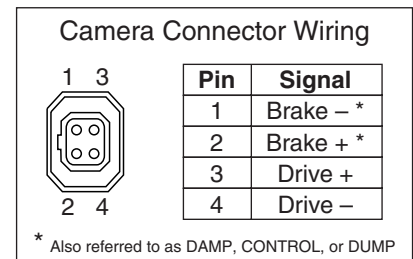 Camera Connector Wiring
1 3
2 4
Pin Signal
1 Brake – *
2 Brake + *
3 Drive +
4 Drive –
* Also referred to as DAMP, CONTROL, or DUMP